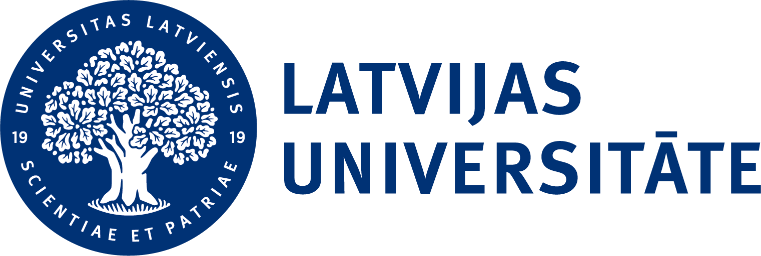 UNIVERSITAS LATVIENSIS
19 19
SCIENTIAE ET PATRIAE
LATVIJAS
UNIVERSITĀTE